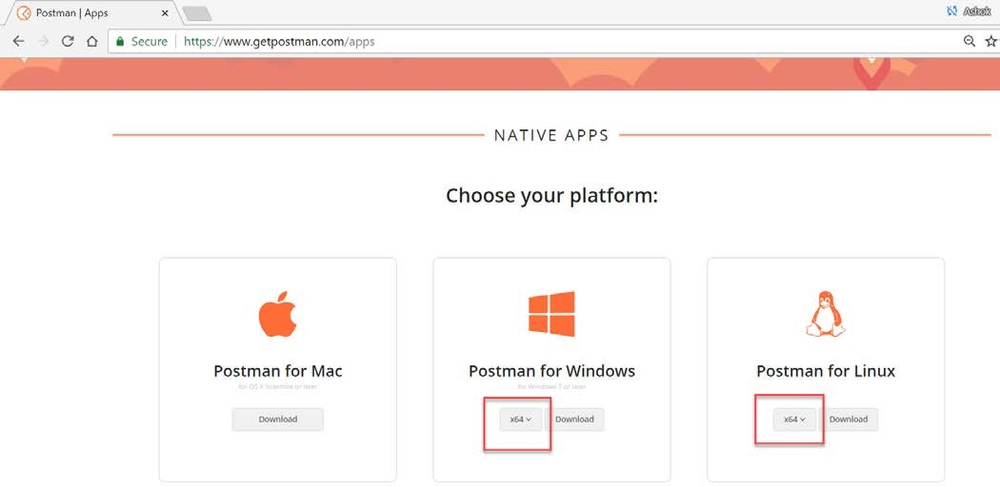 Postman | Apps
Ashok
Secure
https://www.getpostman.com/apps
NATIVE APPS
Choose your platform:
Postman for Mac
for OS X Yosemite or later
Download
Postman for Windows
for Windows 7 or later
x64
Download
Postman for Linux
x64
Download